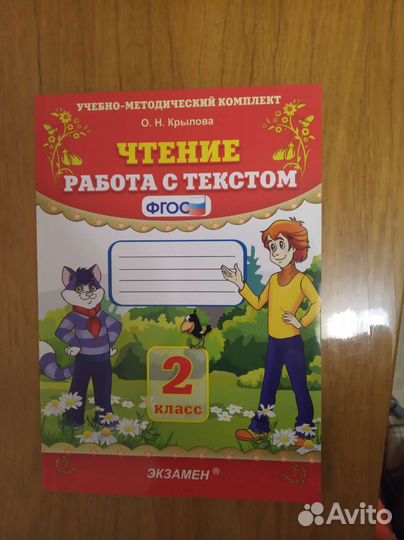 УЧЕБНО-МЕТОДИЧЕСКИЙ КОМПЛЕКТ
О. Н. Крылова
ЧТЕНИЕ
РАБОТА С ТЕКСТОМ
ФГОС
2
класс
ЭКЗАМЕН®
Avito